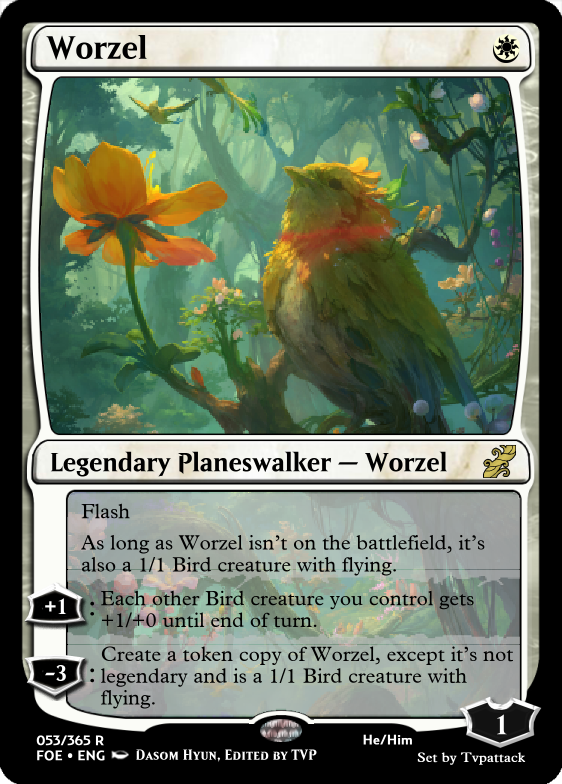 Worzel
Legendary Planeswalker — Worzel
Flash
As long as Worzel isn't on the battlefield, it's
also a 1/1 Bird creature with flying.
+1 : Each other Bird creature you control gets
+1/+0 until end of turn.
Create a token copy of Worzel, except it's not
−3 : legendary and is a 1/1 Bird creature with
flying.
1
053/365 R
He/Him
FOE • ENG Dasom Hyun, Edited by TVP
Set by Tvpattack